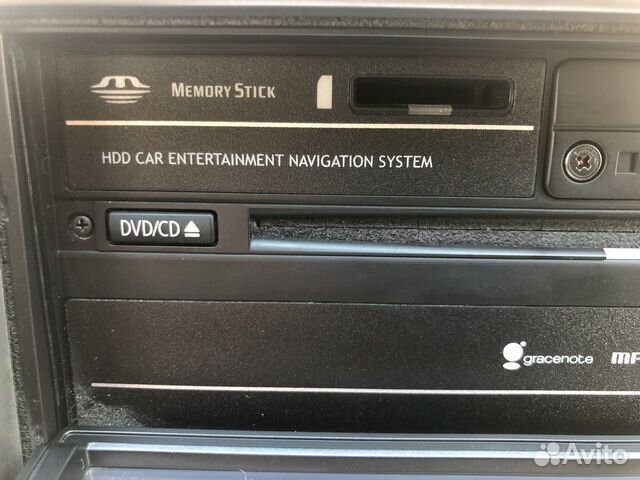 MEMORY STICK
HDD CAR ENTERTAINMENT NAVIGATION SYSTEM
DVD/CD
gracenote
Avito